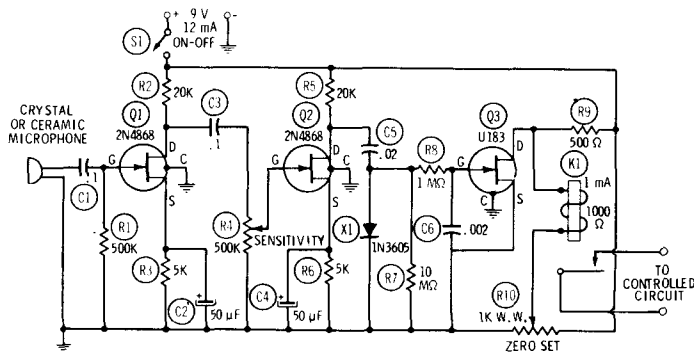 + 9 V -
12 mA
ON-OFF
S1
R2
20K
R5
20K
CRYSTAL
OR CERAMIC
MICROPHONE
Q1
2N4868
C3
.1
Q2
2N4868
C5
.02
Q3
U183
R9
500 Ω
D
C
G
S
D
C
G
S
R8
1 MΩ
D
G
C
S
K1
1 mA
1000
Ω
.1
C1
R1
500K
R4
500K
SENSITIVITY
X1
1N3605
C6
.002
R3
5K
C2
+
50 μF
C4
+
50 μF
R6
5K
R7
10
MΩ
R10
1K W.W.
ZERO SET
TO
CONTROLLED
CIRCUIT